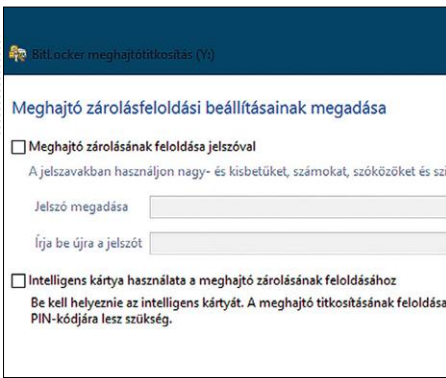 BitLocker meghajtótitkosítás (Y:)
Meghajtó zárolásfeloldási beállításainak megadása
Meghajtó zárolásának feloldása jelszóval
A jelszavakban használjon nagy- és kisbetűket, számokat, szóközöket és szi
Jelszó megadása
Írja be újra a jelszót
Intelligens kártya használata a meghajtó zárolásának feloldásához
Be kell helyeznie az intelligens kártyát. A meghajtó titkosításának feloldása
PIN-kódjára lesz szükség.